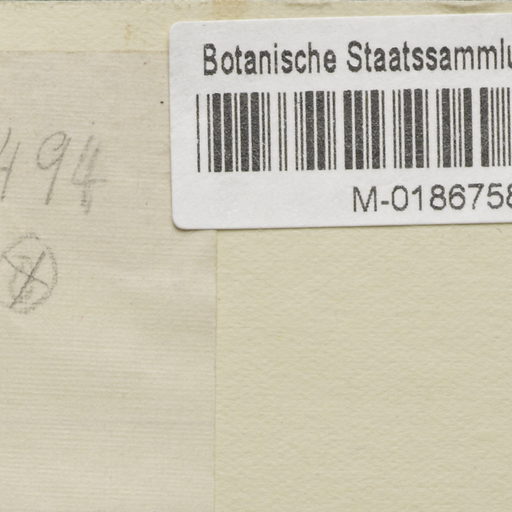 Botanische Staatssammlu
M-0186758
494